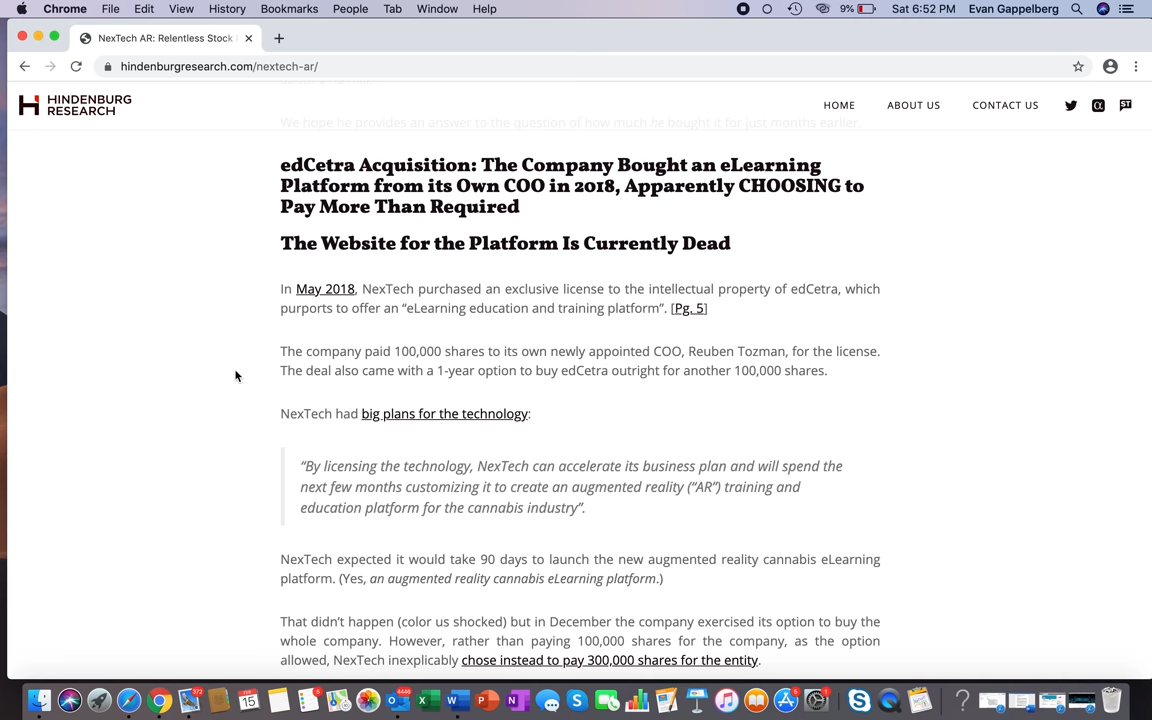 Chrome File Edit View History Bookmarks People Tab Window Help 9% Sat 6:52 PM Evan Gappelberg
NexTech AR: Relentless Stock
hindenburgresearch.com/nextech-ar/
HINDENBURG
RESEARCH
HOME ABOUT US CONTACT US
We hope he provides an answer to the question of how much he bought it for just months earlier.
edCetra Acquisition: The Company Bought an eLearning
Platform from its Own COO in 2018, Apparently CHOOSING to
Pay More Than Required
The Website for the Platform Is Currently Dead
In May 2018, NexTech purchased an exclusive license to the intellectual property of edCetra, which
purports to offer an “eLearning education and training platform”. [Pg. 5]
The company paid 100,000 shares to its own newly appointed COO, Reuben Tozman, for the license.
The deal also came with a 1-year option to buy edCetra outright for another 100,000 shares.
NexTech had big plans for the technology:
“By licensing the technology, NexTech can accelerate its business plan and will spend the
next few months customizing it to create an augmented reality (“AR”) training and
education platform for the cannabis industry”.
NexTech expected it would take 90 days to launch the new augmented reality cannabis eLearning
platform. (Yes, an augmented reality cannabis eLearning platform.)
That didn’t happen (color us shocked) but in December the company exercised its option to buy the
whole company. However, rather than paying 100,000 shares for the company, as the option
allowed, NexTech inexplicably chose instead to pay 300,000 shares for the entity.